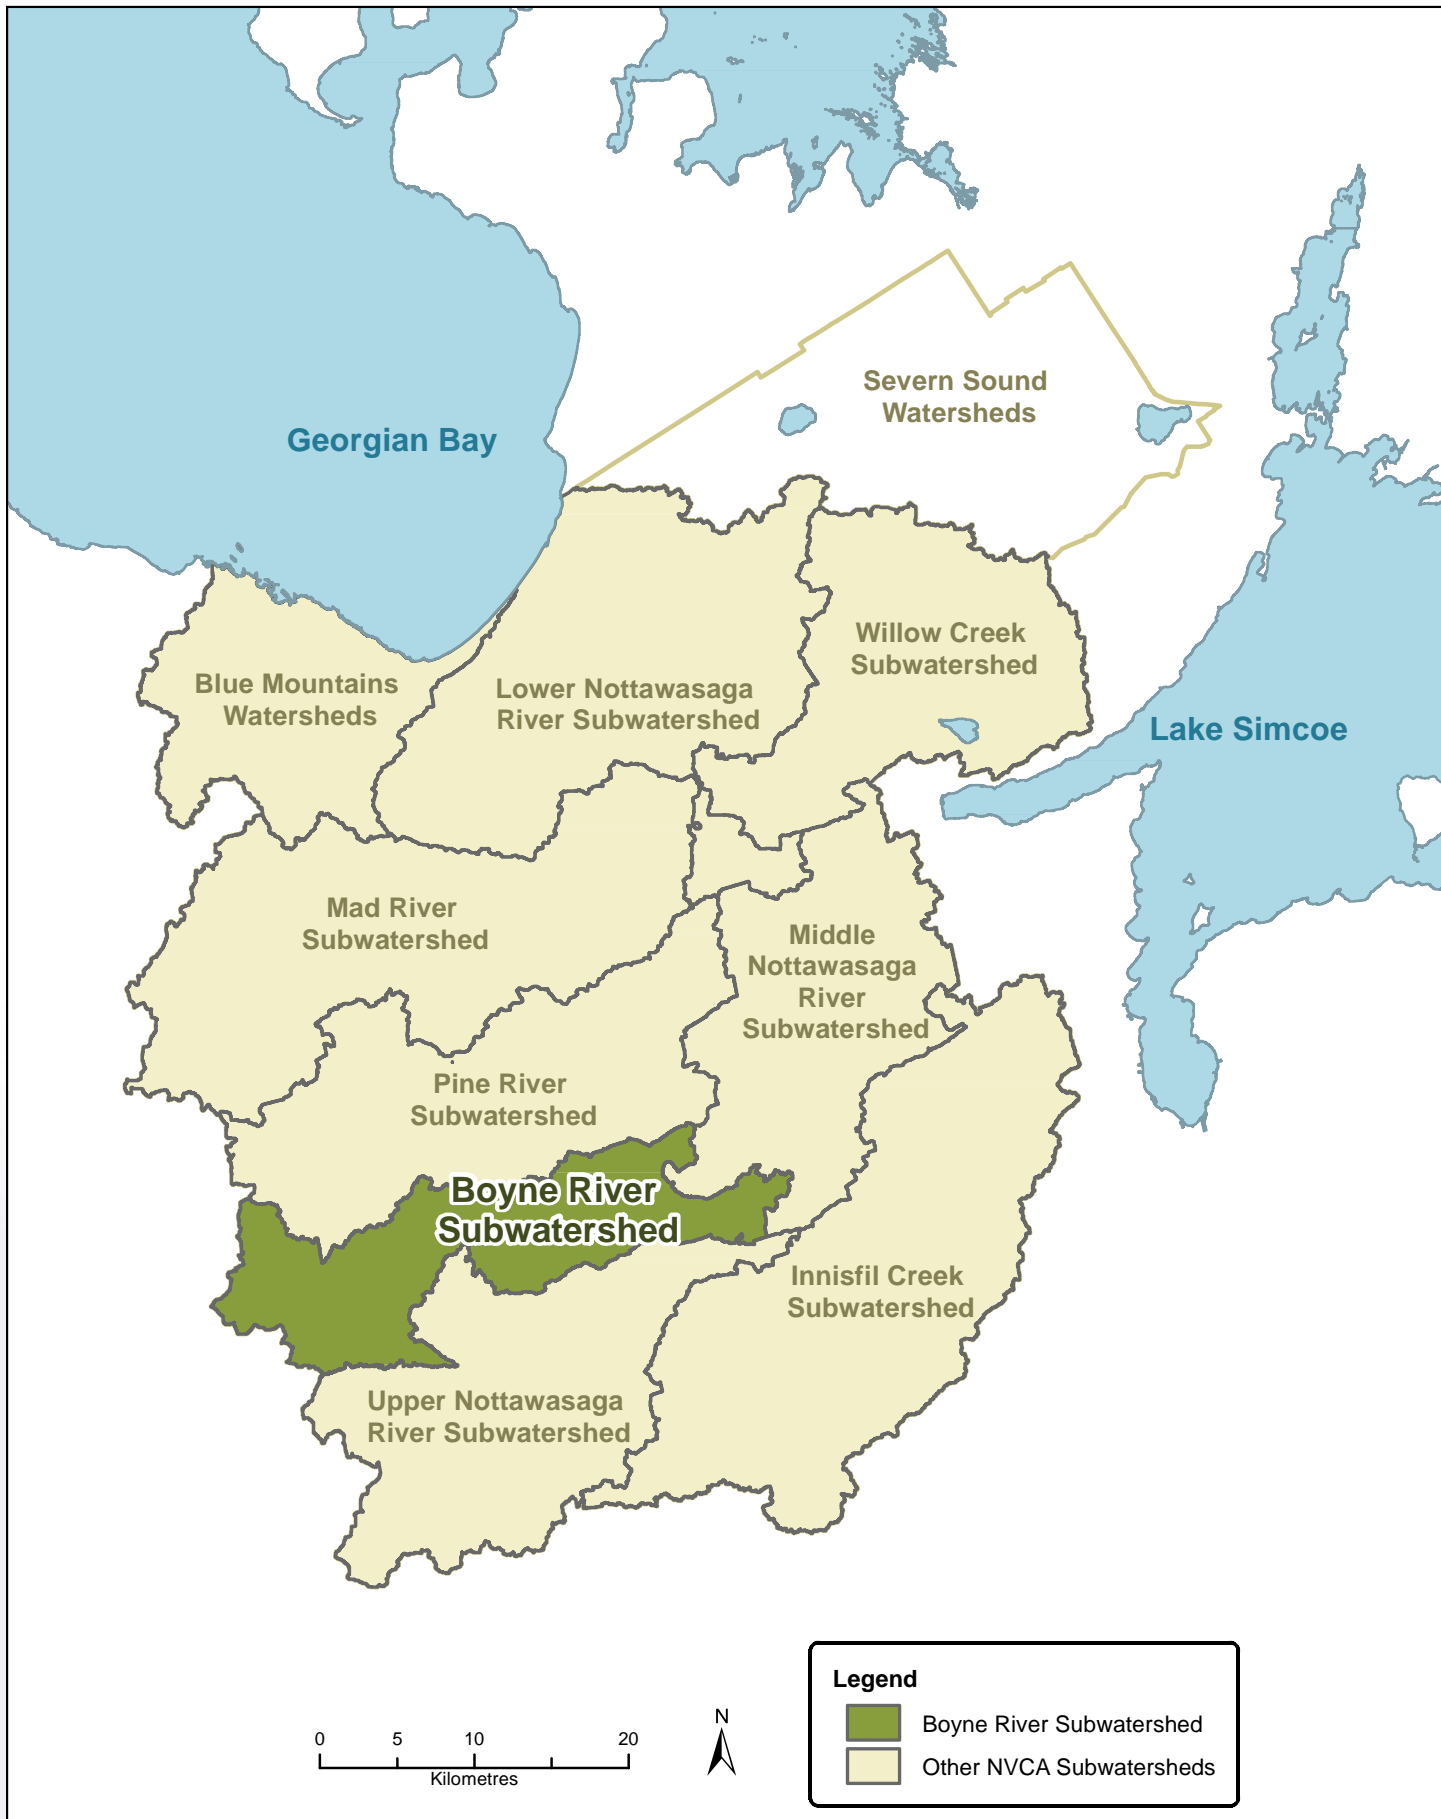 Severn Sound
Watersheds
Georgian Bay
Willow Creek
Subwatershed
Blue Mountains
Watersheds
Lower Nottawasaga
River Subwatershed
Lake Simcoe
Mad River
Subwatershed
Middle
Nottawasaga
River
Subwatershed
Pine River
Subwatershed
Boyne River
Subwatershed
Innisfil Creek
Subwatershed
Upper Nottawasaga
River Subwatershed
Legend
Boyne River Subwatershed
Other NVCA Subwatersheds
N
0 5 10 20
Kilometres